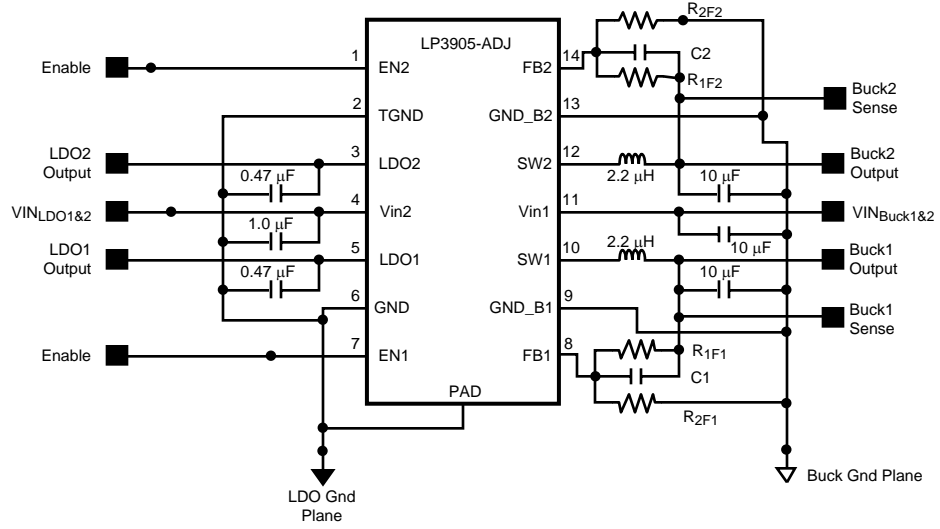 LP3905-ADJ
Enable
1
EN2
2
TGND
LDO2
Output
3
LDO2
0.47 μF
VIN LDO1&2
4
Vin2
1.0 μF
LDO1
Output
5
LDO1
0.47 μF
6
GND
Enable
7
EN1
PAD
LDO Gnd
Plane
R2F2
C2
R1F2
14
FB2
Buck2
Sense
13
GND_B2
12
SW2
2.2 μH
Buck2
Output
10 μF
11
Vin1
VIN Buck1&2
10 μF
10
SW1
2.2 μH
Buck1
Output
10 μF
9
GND_B1
Buck1
Sense
8
FB1
R1F1
C1
R2F1
Buck Gnd Plane